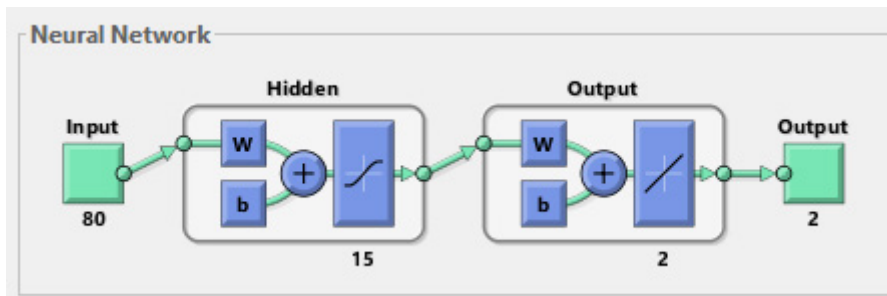 Neural Network
Hidden
Output
Input
Output
W
W
+
+
b
b
80
2
15
2